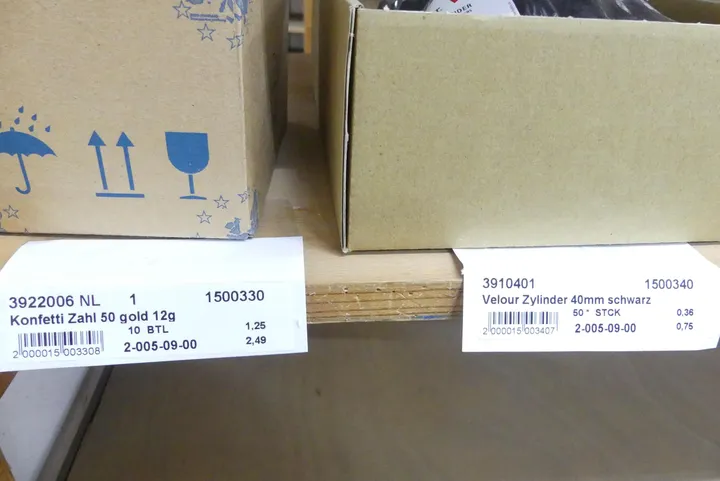 3922006 NL 1 1500330
Konfetti Zahl 50 gold 12g
10 BTL 1,25
2 000015 003308 2-005-09-00 2,49
3910401 1500340
Velour Zylinder 40mm schwarz
50 * STCK 0,36
2 000015 003407 2-005-09-00 0,75